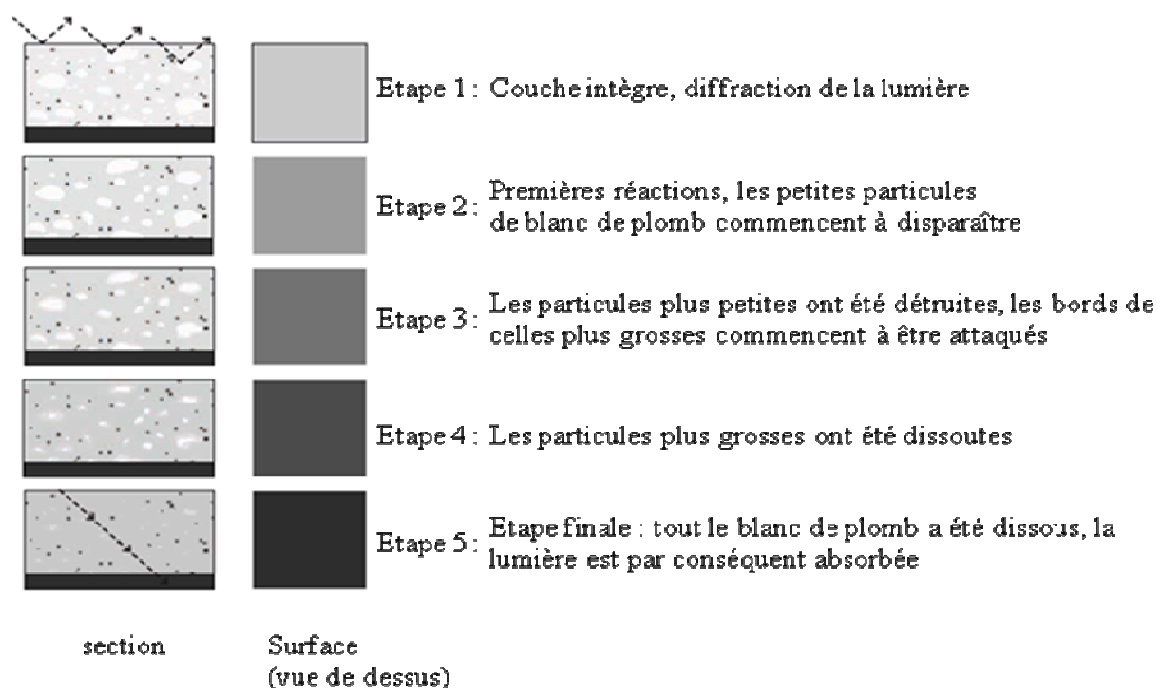 Etape 1 : Couche intègre, diffraction de la lumière
Etape 2 : Premières réactions, les petites particules
de blanc de plomb commencent à disparaître
Etape 3 : Les particules plus petites ont été détruites, les bords de
celles plus grosses commencent à être attaqués
Etape 4 : Les particules plus grosses ont été dissoutes
Etape 5 : Etape finale : tout le blanc de plomb a été dissous, la
lumière est par conséquent absorbée
section
Surface
(vue de dessus)